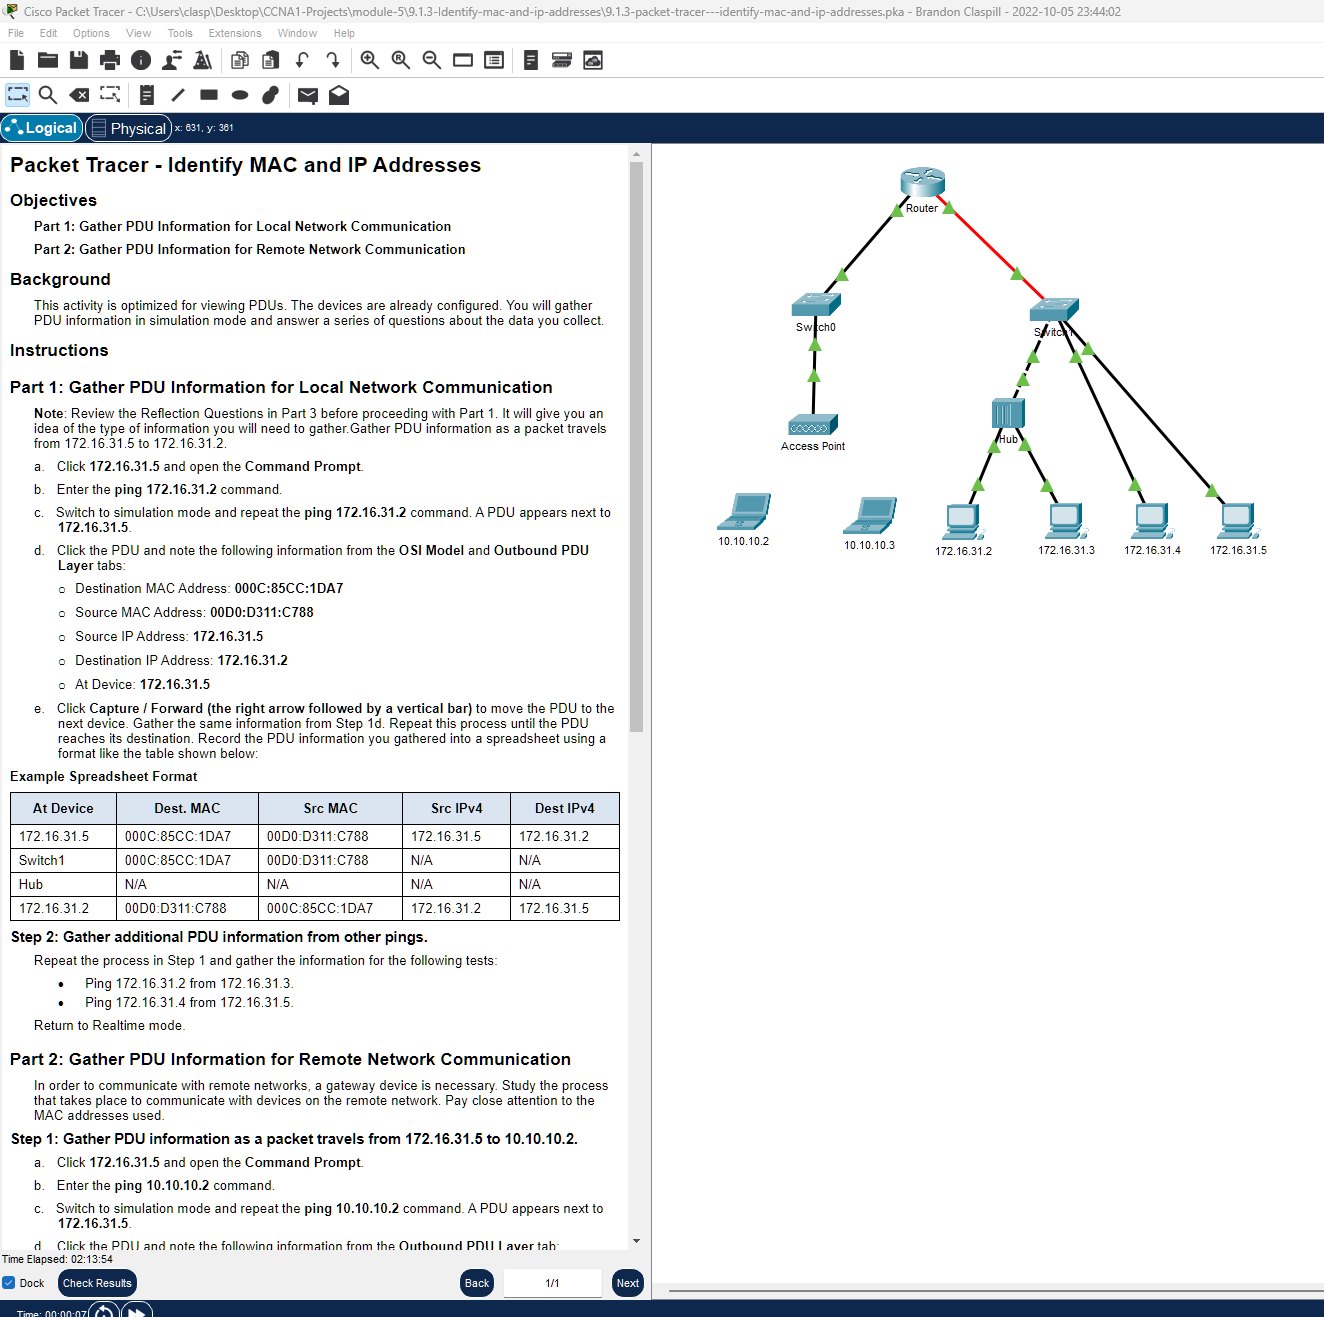 Cisco Packet Tracer - C:\Users\clasp\Desktop\CCNA1-Projects\module-5\9.1.3-Identify-mac-and-ip-addresses\9.1.3-packet-tracer---identify-mac-and-ip-addresses.pka - Brandon Claspill - 2022-10-05 23:44:02
File Edit Options View Tools Extensions Window Help
Logical Physical x: 631, y: 361
Packet Tracer - Identify MAC and IP Addresses
Objectives
Part 1: Gather PDU Information for Local Network Communication
Part 2: Gather PDU Information for Remote Network Communication
Background
This activity is optimized for viewing PDUs. The devices are already configured. You will gather
PDU information in simulation mode and answer a series of questions about the data you collect.
Instructions
Part 1: Gather PDU Information for Local Network Communication
Note: Review the Reflection Questions in Part 3 before proceeding with Part 1. It will give you an
idea of the type of information you will need to gather.Gather PDU information as a packet travels
from 172.16.31.5 to 172.16.31.2.
a. Click 172.16.31.5 and open the Command Prompt.
b. Enter the ping 172.16.31.2 command.
c. Switch to simulation mode and repeat the ping 172.16.31.2 command. A PDU appears next to
172.16.31.5.
d. Click the PDU and note the following information from the OSI Model and Outbound PDU
Layer tabs:
o Destination MAC Address: 000C:85CC:1DA7
o Source MAC Address: 00D0:D311:C788
o Source IP Address: 172.16.31.5
o Destination IP Address: 172.16.31.2
o At Device: 172.16.31.5
e. Click Capture / Forward (the right arrow followed by a vertical bar) to move the PDU to the
next device. Gather the same information from Step 1d. Repeat this process until the PDU
reaches its destination. Record the PDU information you gathered into a spreadsheet using a
format like the table shown below:
Example Spreadsheet Format
At Device Dest. MAC Src MAC Src IPv4 Dest IPv4
172.16.31.5 000C:85CC:1DA7 00D0:D311:C788 172.16.31.5 172.16.31.2
Switch1 000C:85CC:1DA7 00D0:D311:C788 N/A N/A
Hub N/A N/A N/A N/A
172.16.31.2 00D0:D311:C788 000C:85CC:1DA7 172.16.31.2 172.16.31.5
Step 2: Gather additional PDU information from other pings.
Repeat the process in Step 1 and gather the information for the following tests:
• Ping 172.16.31.2 from 172.16.31.3.
• Ping 172.16.31.4 from 172.16.31.5.
Return to Realtime mode.
Part 2: Gather PDU Information for Remote Network Communication
In order to communicate with remote networks, a gateway device is necessary. Study the process
that takes place to communicate with devices on the remote network. Pay close attention to the
MAC addresses used.
Step 1: Gather PDU information as a packet travels from 172.16.31.5 to 10.10.10.2.
a. Click 172.16.31.5 and open the Command Prompt.
b. Enter the ping 10.10.10.2 command.
c. Switch to simulation mode and repeat the ping 10.10.10.2 command. A PDU appears next to
172.16.31.5.
d. Click the PDU and note the following information from the Outbound PDU Layer tab:
Time Elapsed: 02:13:54
Dock Check Results Back 1/1 Next
Time: 00:00:07
Router
Switch0
Switch1
Access Point
Hub
10.10.10.2
10.10.10.3
172.16.31.2
172.16.31.3
172.16.31.4
172.16.31.5